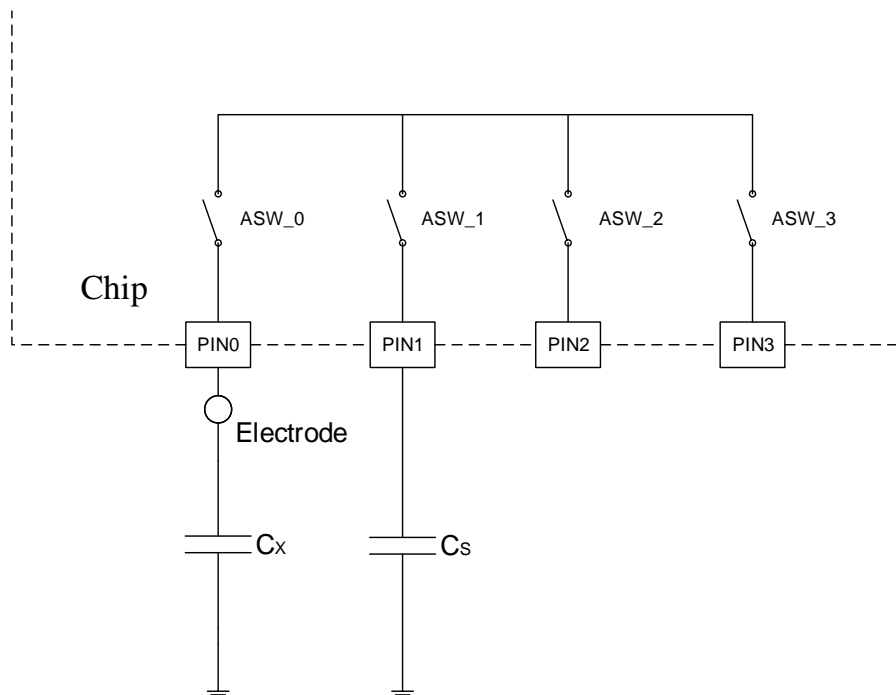 ASW_0 ASW_1 ASW_2 ASW_3
Chip
PIN0 PIN1 PIN2 PIN3
Electrode
CX CS